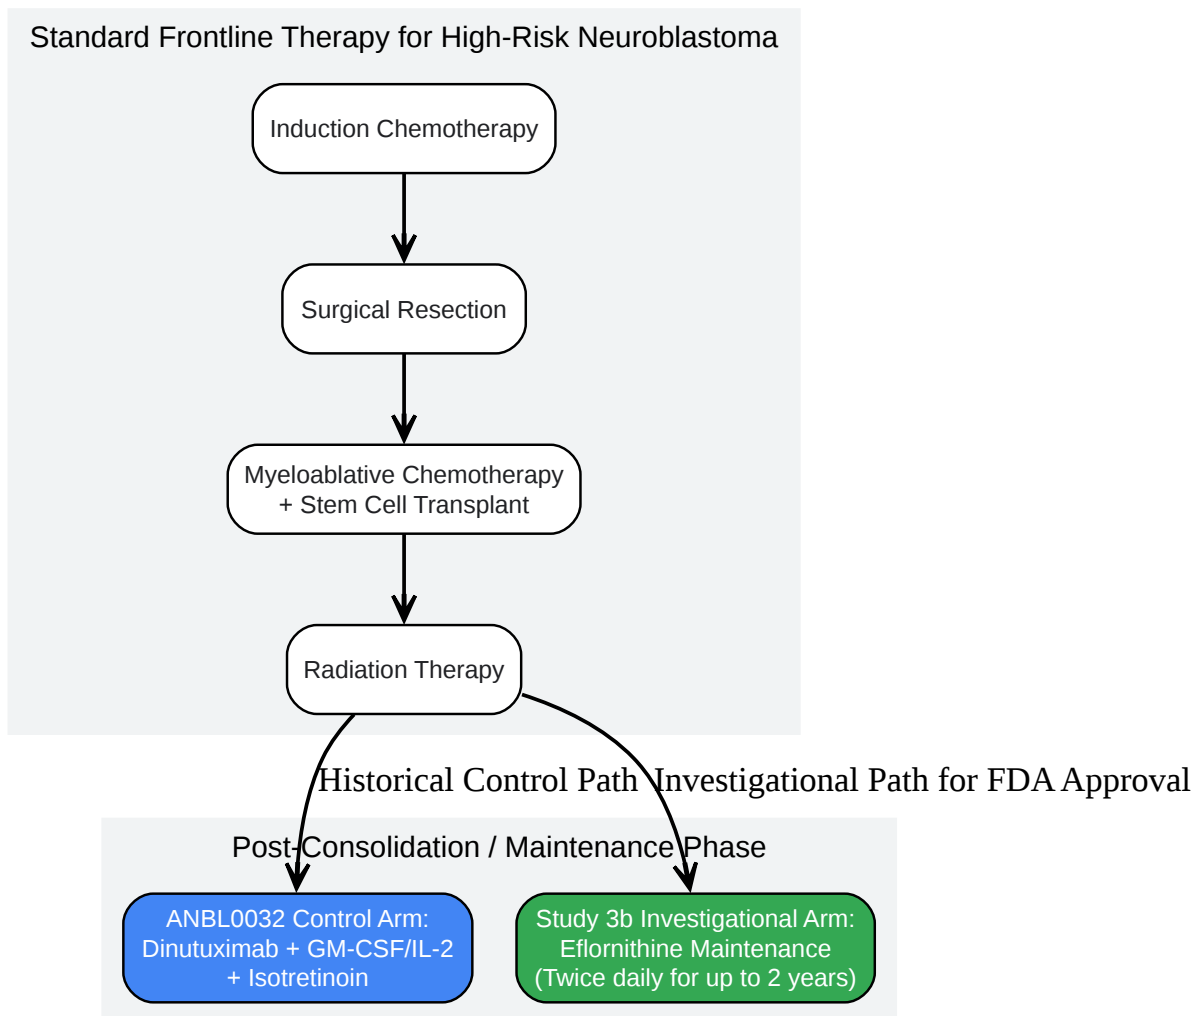 Standard Frontline Therapy for High-Risk Neuroblastoma
Induction Chemotherapy
Surgical Resection
Myeloablative Chemotherapy
+ Stem Cell Transplant
Radiation Therapy
Historical Control Path
Investigational Path for FDA Approval
Post-Consolidation / Maintenance Phase
ANBL0032 Control Arm:
Dinutuximab + GM-CSF/IL-2
+ Isotretinoin
Study 3b Investigational Arm:
Eflornithine Maintenance
(Twice daily for up to 2 years)